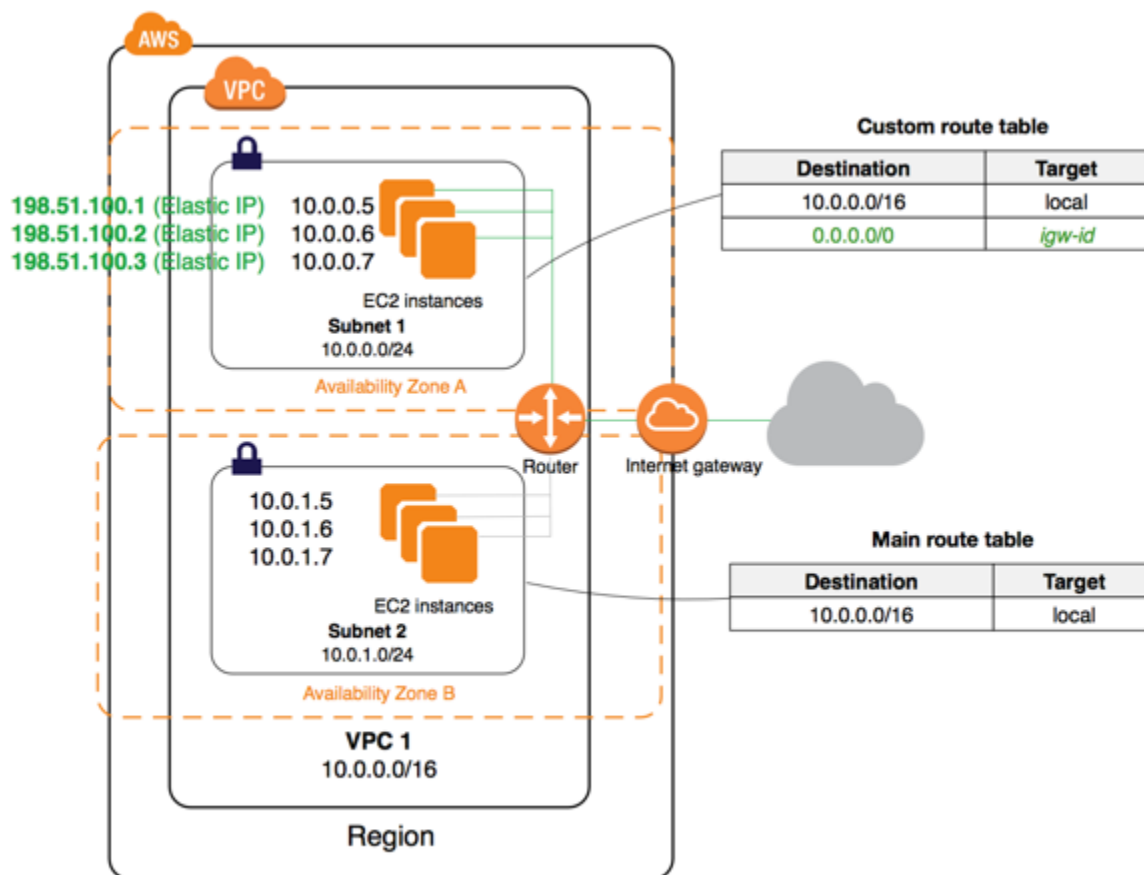 AWS
VPC
198.51.100.1 (Elastic IP) 10.0.0.5
198.51.100.2 (Elastic IP) 10.0.0.6
198.51.100.3 (Elastic IP) 10.0.0.7
EC2 instances
Subnet 1
10.0.0.0/24
Availability Zone A
Custom route table
Destination Target
10.0.0.0/16 local
0.0.0.0/0 igw-id
Router
Internet gateway
10.0.1.5
10.0.1.6
10.0.1.7
EC2 instances
Subnet 2
10.0.1.0/24
Availability Zone B
Main route table
Destination Target
10.0.0.0/16 local
VPC 1
10.0.0.0/16
Region